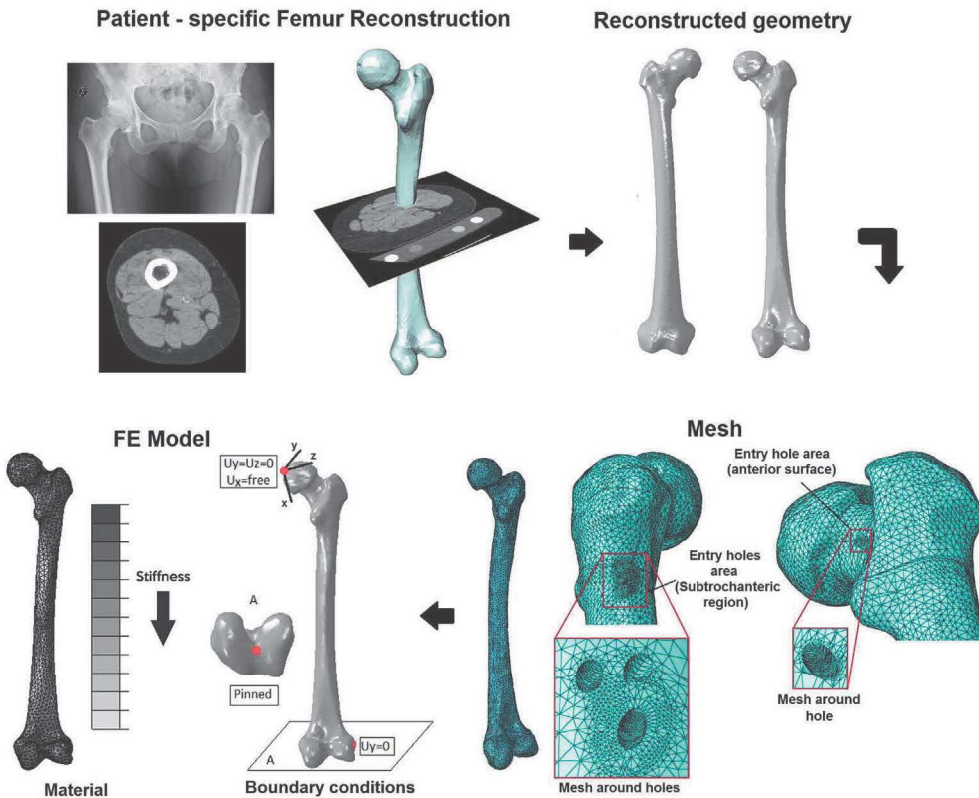 Patient - specific Femur Reconstruction
Reconstructed geometry
FE Model
Mesh
y
Uy=Uz=0
Ux=free
z
x
Entry hole area
(anterior surface)
Entry holes
area
(Subtrochanteric
region)
Stiffness
A
Pinned
Mesh around
hole
A
Uy=0
Material
Boundary conditions
Mesh around holes